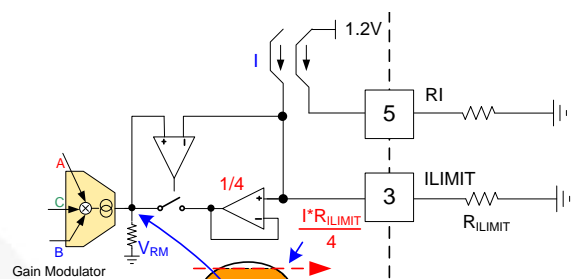 1.2V
I
5
RI
+
-
A
1/4
+
-
3
ILIMIT
C
I*RILIMIT
4
RILIMIT
B
VRM
Gain Modulator